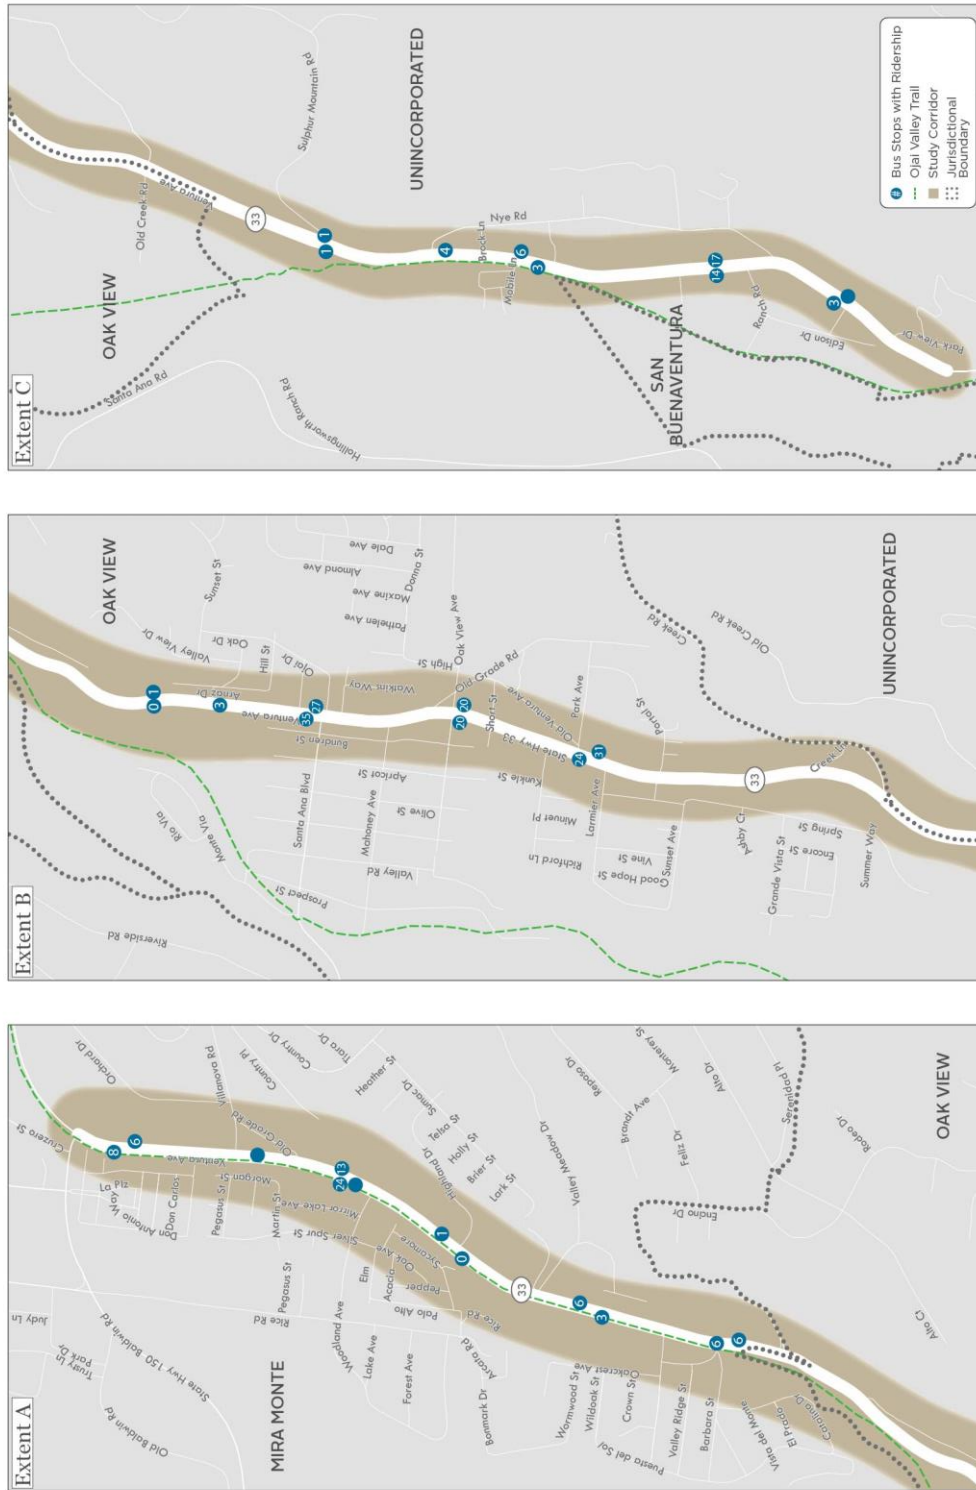 Extent A
Judy Ln
Trusty Ln
Park Dr
State Hwy 150 Baldwin Rd
Old Baldwin Rd
MIRA MONTE
Cruzero St
Orchard Dr
La Paz
Don Antonio Way
Don Carlos
Ventura Ave
8
6
Pegasus St
Morgan St
Villanova Rd
Old Grade Rd
Country Pl
Country Dr
Tiara Dr
Martin St
Mirror Lake Ave
Silver Spur St
24
13
Heather St
Sumac Dr
Telsa St
Holly St
Brier St
Lark St
Highland Dr
Pegasus St
Rice Rd
Woodland Ave
Lake Ave
Forest Ave
Elm
Acacia
Oak Ave
Sycamore
Pepper
Palo Alto
Rice Rd
1
0
Arcata Rd
Bonmark Dr
33
Valley Meadow Dr
Reposo Dr
Brandt Ave
Monterey St
Alto Dr
Feliz Dr
Serenidad Pl
Encino Dr
Rodeo Dr
Alto Ct
Wormwood St
Wildoak St
Crown St
Oakcrest Ave
6
3
Puesta del Sol
Valley Ridge St
Barbara St
6
6
Vista del Monte
El Prado
Carolina Dr
OAK VIEW
Extent B
OAK VIEW
Rio Via
Monte Via
Riverside Rd
Sunset St
Valley View Dr
Oak Dr
Hill St
Ojai Dr
Arnaz Dr
Ventura Ave
0
1
3
35
27
Santa Ana Blvd
Bundren St
Watkins Way
Mahoney Ave
Apricot St
Olive St
Valley Rd
Prospect St
Dale Ave
Almond Ave
Maxine Ave
Pathelen Ave
Donna St
High St
Oak View Ave
Old Grade Rd
20
20
Short St
Old Ventura Ave
State Hwy 33
Kunkle St
Park Ave
Minuet Pl
Larmier Ave
24
31
Richford Ln
Vine St
Good Hope St
Sunset Ave
Portal St
Creek Rd
Old Creek Rd
33
Ashby Ct
Grande Vista St
Spring St
Encore St
Creek Ln
Summer Way
UNINCORPORATED
Extent C
OAK VIEW
Old Creek Rd
Ventura Ave
33
Santa Ana Rd
Sulphur Mountain Rd
1
1
UNINCORPORATED
Hollingsworth Ranch Rd
4
Nye Rd
Brock Ln
Mobile Ln
6
3
SAN
BUENAVENTURA
14
17
Ranch Rd
Edison Dr
3
Park View Dr
# Bus Stops with Ridership
Ojai Valley Trail
Study Corridor
Jurisdictional
Boundary